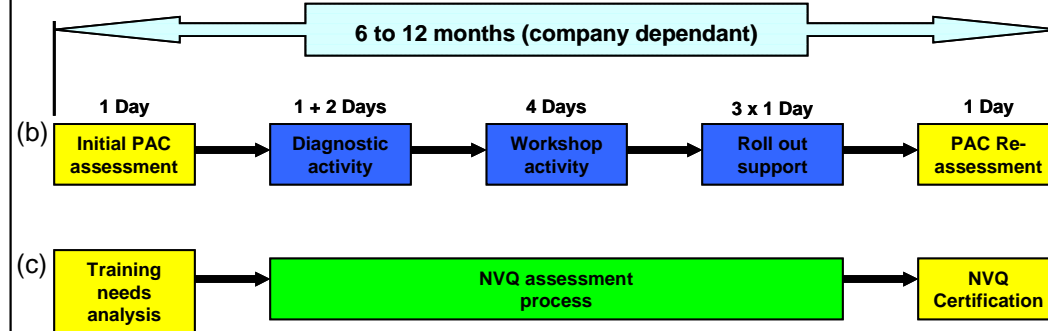 6 to 12 months (company dependant)
1 Day
1 + 2 Days
4 Days
3 x 1 Day
1 Day
(b)
Initial PAC
assessment
Diagnostic
activity
Workshop
activity
Roll out
support
PAC Re-
assessment
(c)
Training
needs
analysis
NVQ assessment
process
NVQ
Certification